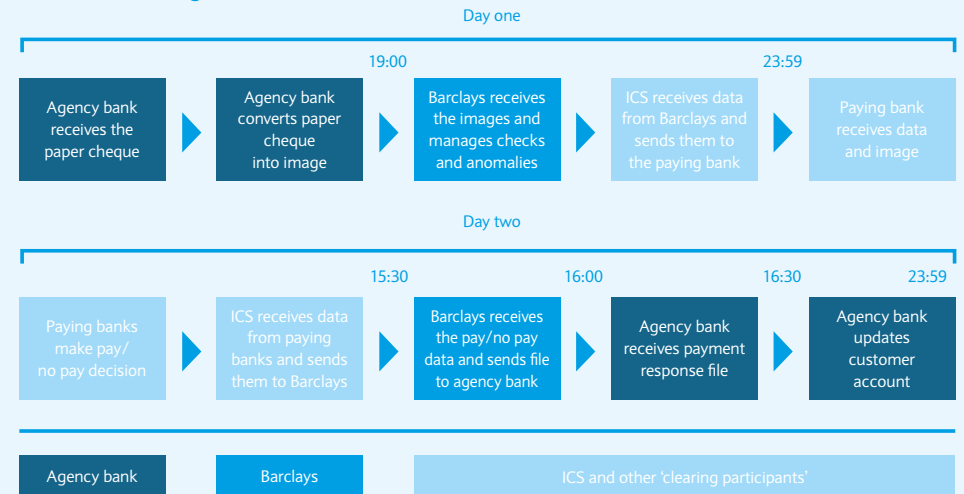 Day one
19:00
23:59
Agency bank
receives the
paper cheque
Agency bank
converts paper
cheque
into image
Barclays receives
the images and
manages checks
and anomalies
ICS receives data
from Barclays and
sends them to
the paying bank
Paying bank
receives data
and image
Day two
15:30
16:00
16:30
23:59
Paying banks
make pay/
no pay decision
ICS receives data
from paying
banks and sends
them to Barclays
Barclays receives
the pay/no pay
data and sends file
to agency bank
Agency bank
receives payment
response file
Agency bank
updates
customer
account
Agency bank
Barclays
ICS and other ‘clearing participants’